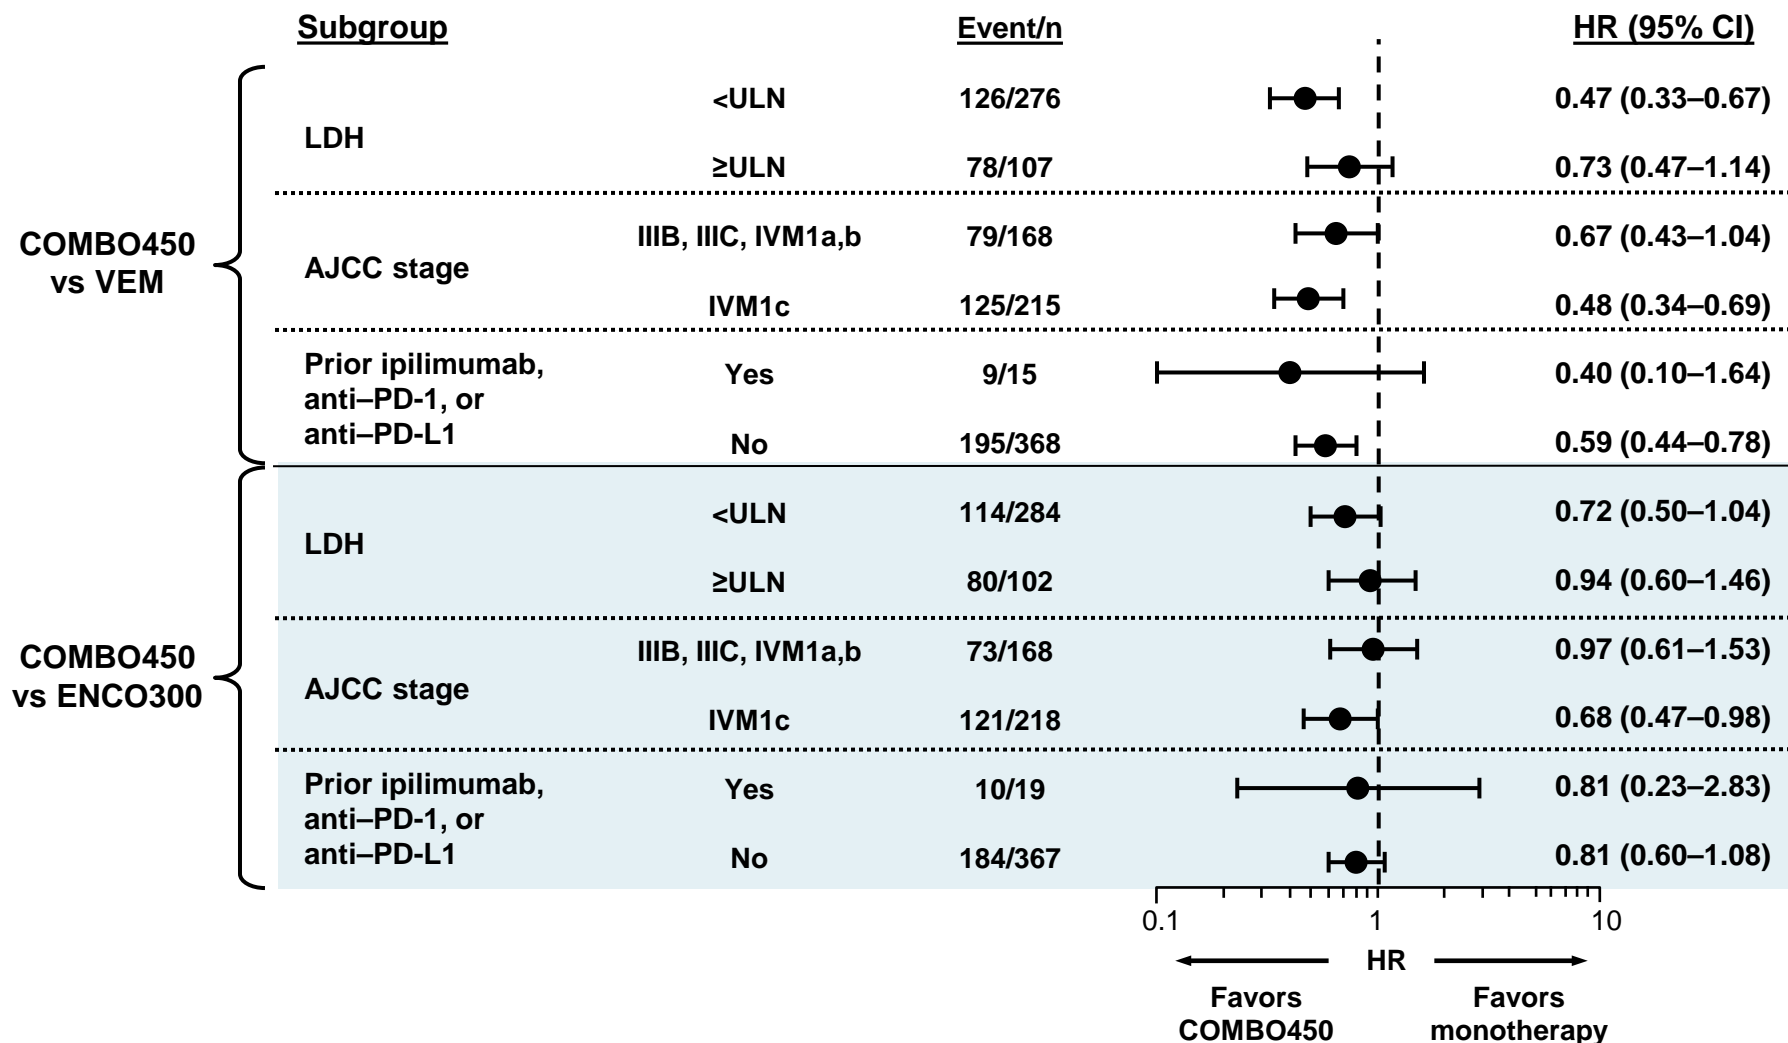 Subgroup Event/n HR (95% CI)
COMBO450
vs VEM
LDH
<ULN 126/276 0.47 (0.33–0.67)
≥ULN 78/107 0.73 (0.47–1.14)
AJCC stage
IIIB, IIIC, IVM1a,b 79/168 0.67 (0.43–1.04)
IVM1c 125/215 0.48 (0.34–0.69)
Prior ipilimumab,
anti–PD-1, or
anti–PD-L1
Yes 9/15 0.40 (0.10–1.64)
No 195/368 0.59 (0.44–0.78)
COMBO450
vs ENCO300
LDH
<ULN 114/284 0.72 (0.50–1.04)
≥ULN 80/102 0.94 (0.60–1.46)
AJCC stage
IIIB, IIIC, IVM1a,b 73/168 0.97 (0.61–1.53)
IVM1c 121/218 0.68 (0.47–0.98)
Prior ipilimumab,
anti–PD-1, or
anti–PD-L1
Yes 10/19 0.81 (0.23–2.83)
No 184/367 0.81 (0.60–1.08)
0.1 1 10
HR
Favors
COMBO450
Favors
monotherapy